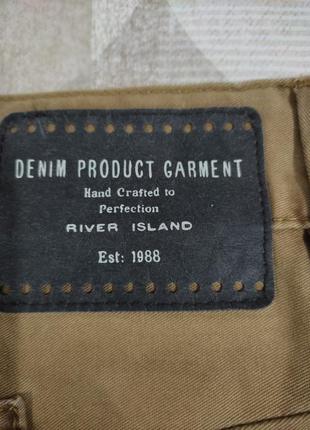 DENIM PRODUCT GARMENT
Hand Crafted to
Perfection
RIVER ISLAND
Est: 1988